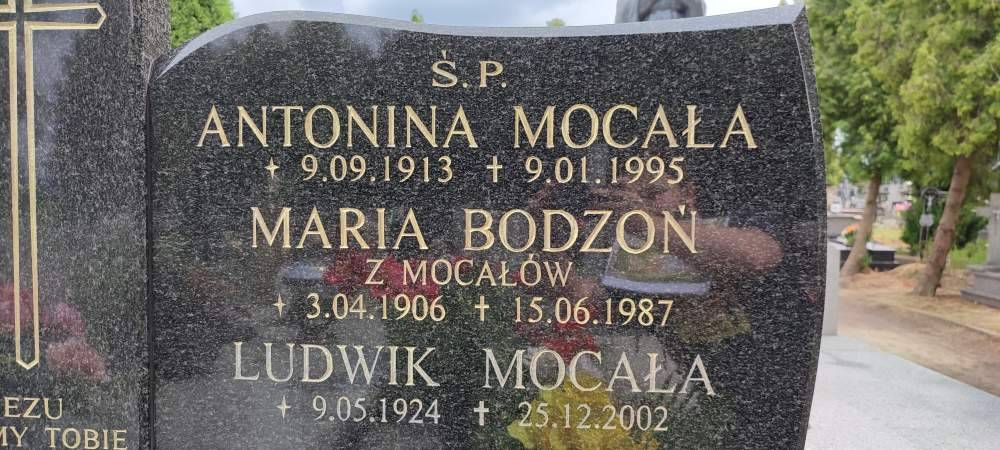 Ś.P.
ANTONINA MOCAŁA
9.09.1913 ✝ 9.01.1995
MARIA BODZOŃ
Z MOCAŁÓW
3.04.1906 ✝ 15.06.1987
LUDWIK MOCAŁA
9.05.1924 ✝ 25.12.2002
EZU
MY TOBIE